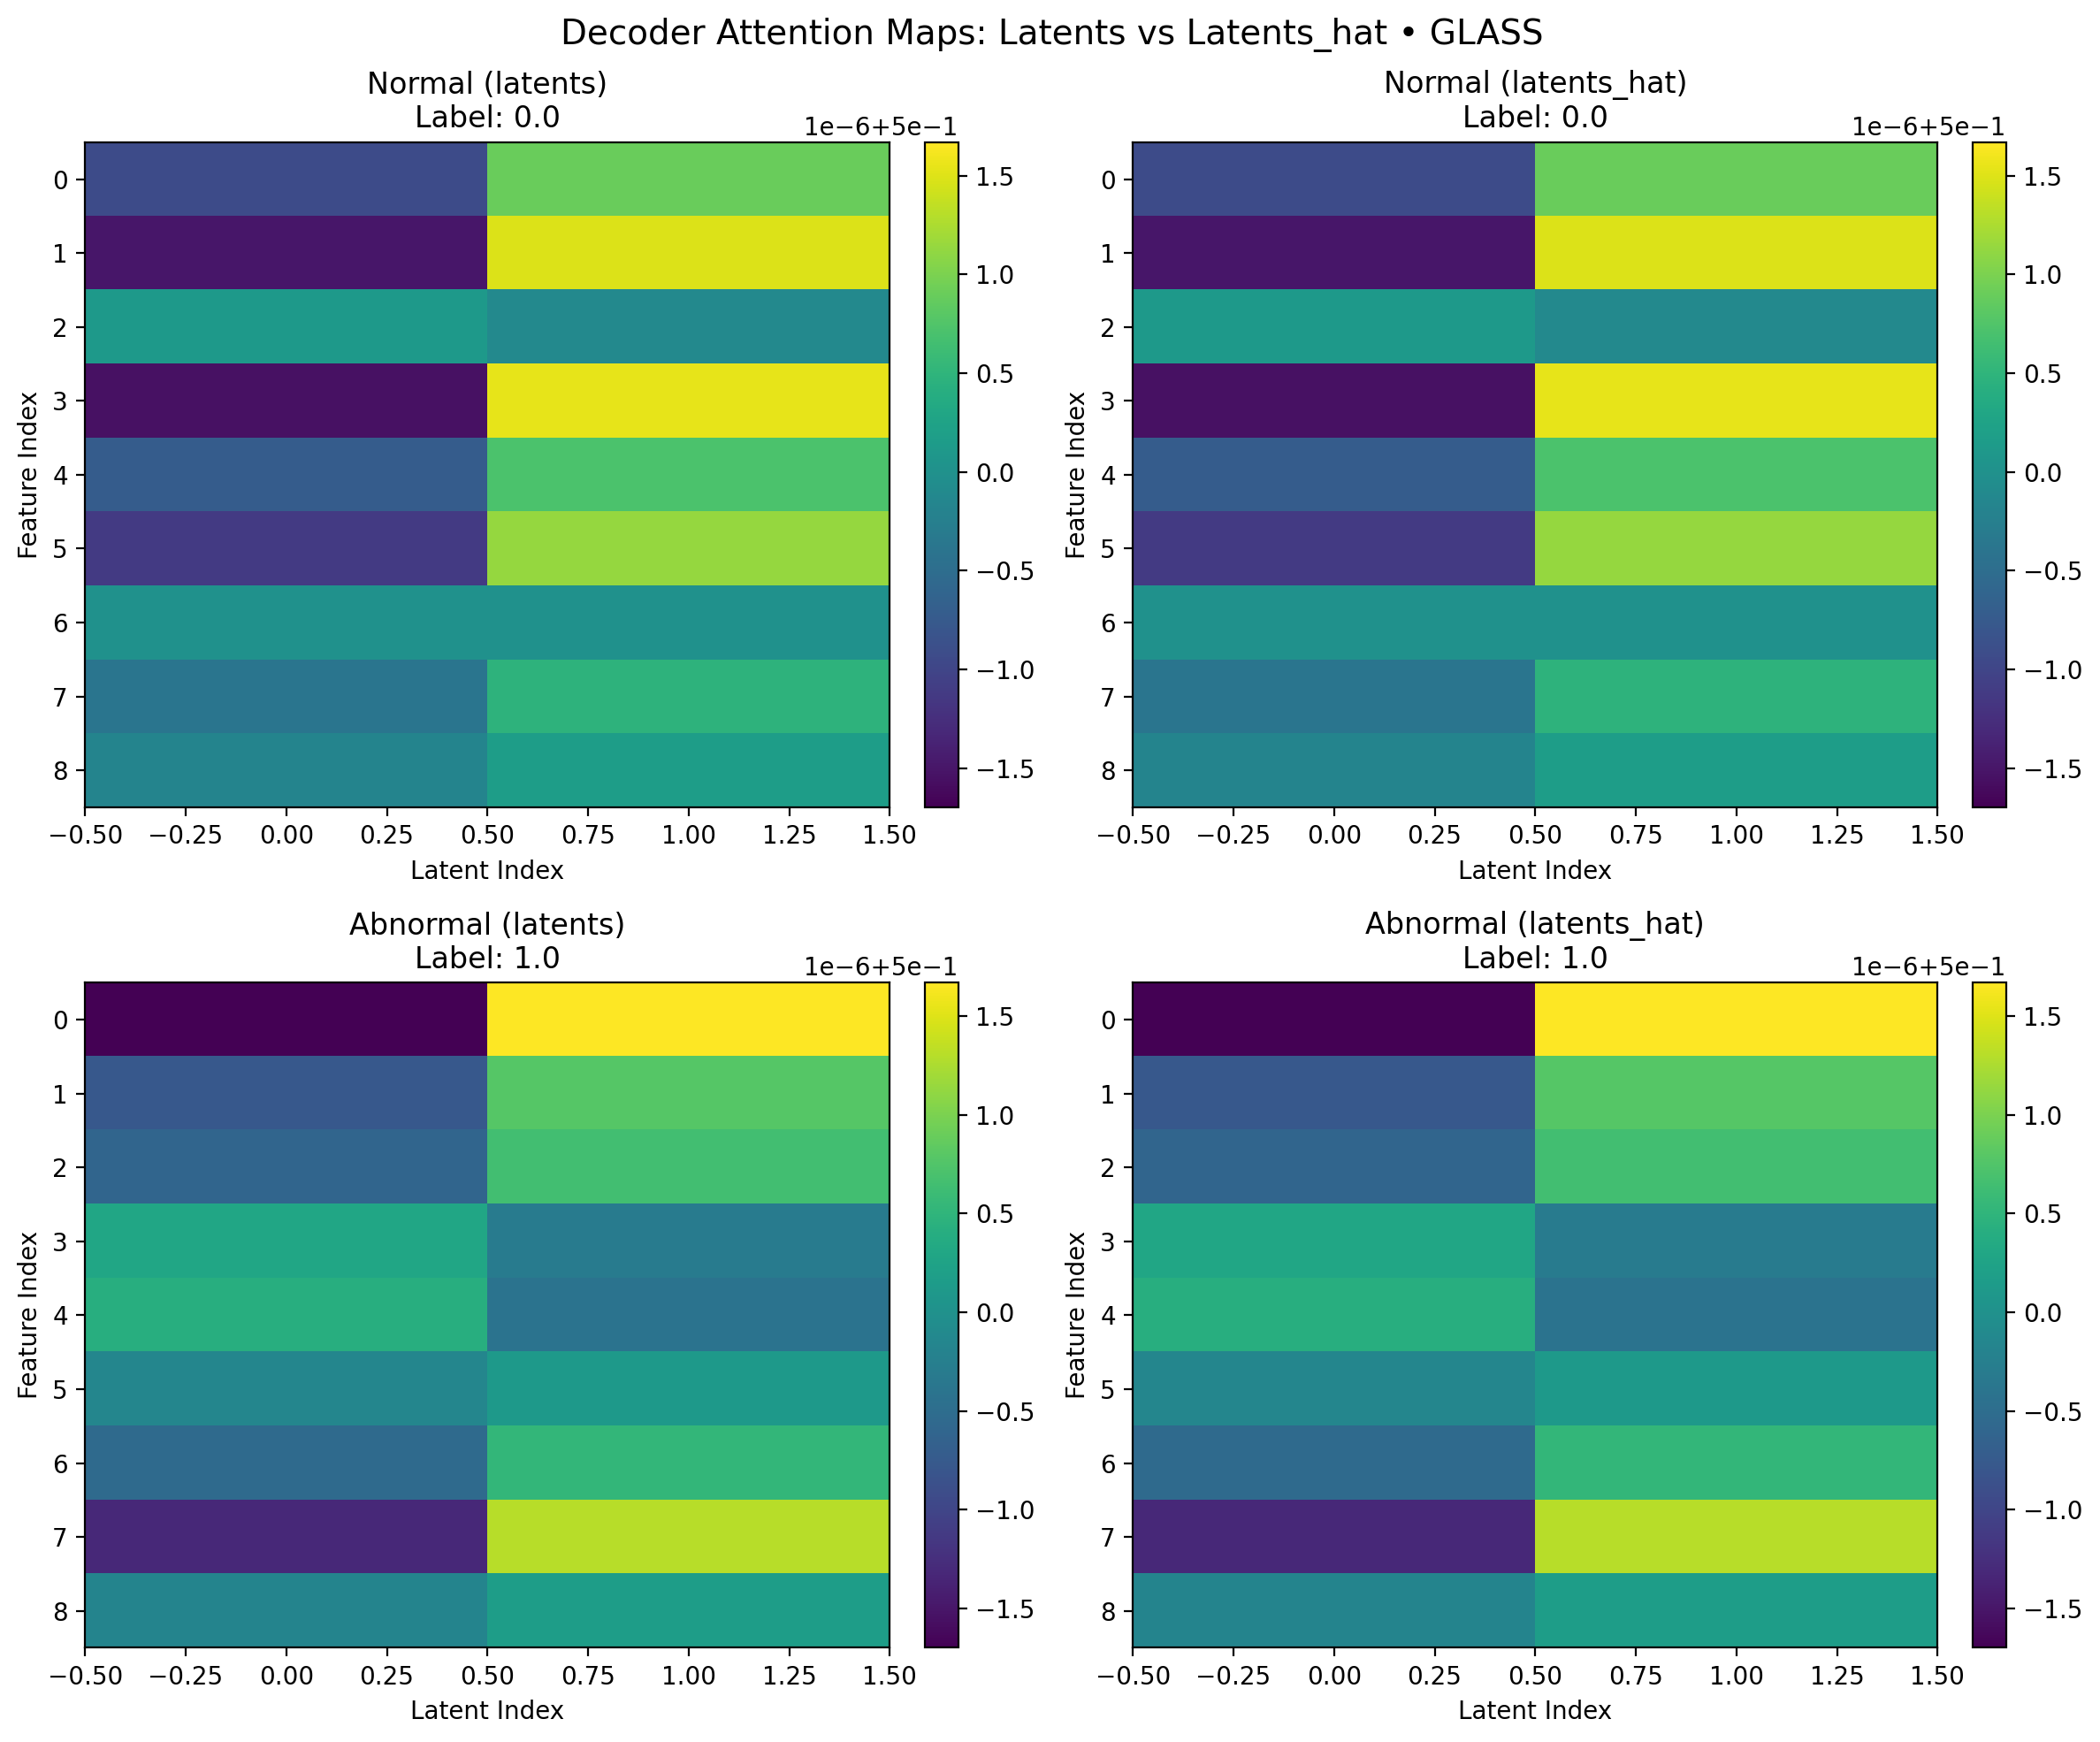 Decoder Attention Maps: Latents vs Latents_hat • GLASS
Normal (latents)
Label: 0.0
1e−6+5e−1
Feature Index
0
1
2
3
4
5
6
7
8
−0.50 −0.25 0.00 0.25 0.50 0.75 1.00 1.25 1.50
Latent Index
1.5
1.0
0.5
0.0
−0.5
−1.0
−1.5
Normal (latents_hat)
Label: 0.0
1e−6+5e−1
Feature Index
0
1
2
3
4
5
6
7
8
−0.50 −0.25 0.00 0.25 0.50 0.75 1.00 1.25 1.50
Latent Index
1.5
1.0
0.5
0.0
−0.5
−1.0
−1.5
Abnormal (latents)
Label: 1.0
1e−6+5e−1
Feature Index
0
1
2
3
4
5
6
7
8
−0.50 −0.25 0.00 0.25 0.50 0.75 1.00 1.25 1.50
Latent Index
1.5
1.0
0.5
0.0
−0.5
−1.0
−1.5
Abnormal (latents_hat)
Label: 1.0
1e−6+5e−1
Feature Index
0
1
2
3
4
5
6
7
8
−0.50 −0.25 0.00 0.25 0.50 0.75 1.00 1.25 1.50
Latent Index
1.5
1.0
0.5
0.0
−0.5
−1.0
−1.5